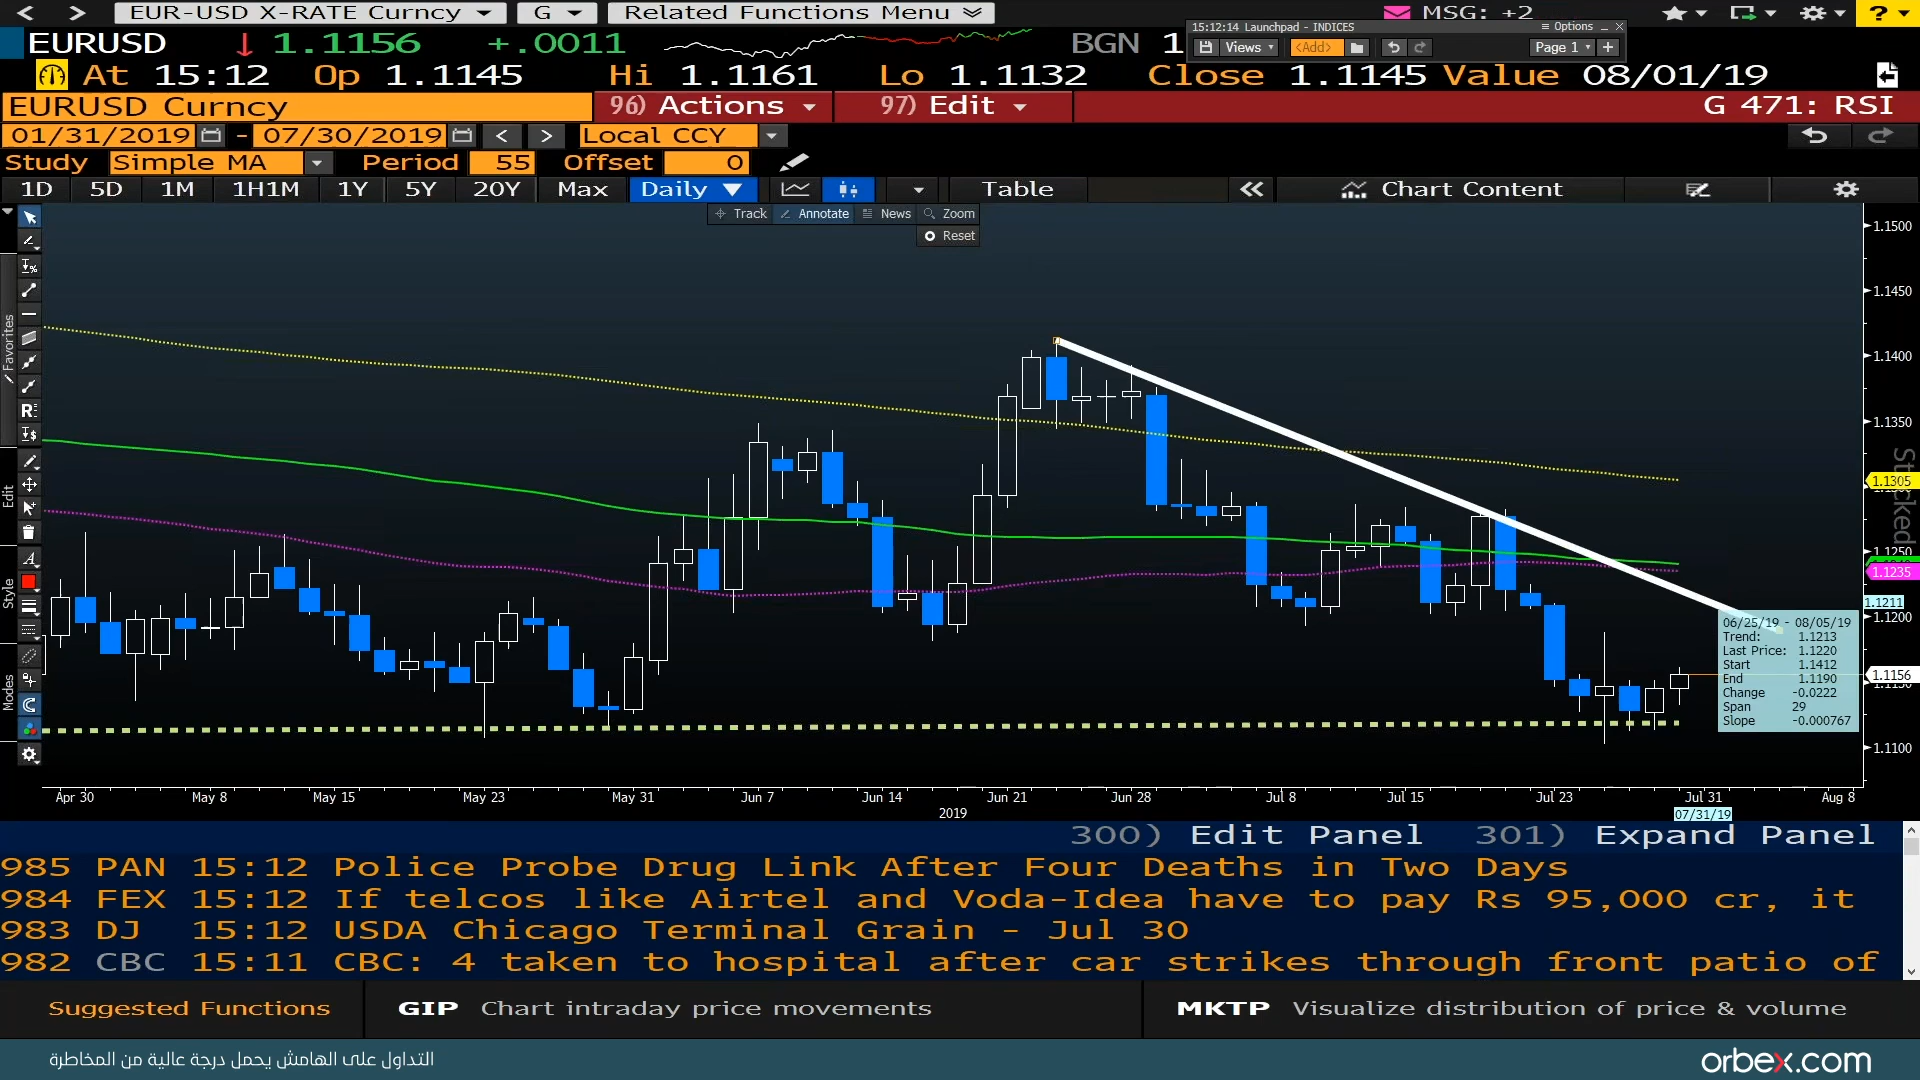 EUR-USD X-RATE Curncy G Related Functions Menu MSG: +2 ?
EURUSD 1.1156 +.0011 BGN 1
15:12:14 Launchpad - INDICES Options
Views <Add> Page 1 +
At 15:12 Op 1.1145 Hi 1.1161 Lo 1.1132 Close 1.1145 Value 08/01/19
EURUSD Curncy 96) Actions 97) Edit G 471: RSI
01/31/2019 - 07/30/2019 < > Local CCY
Study Simple MA Period 55 Offset 0
1D 5D 1M 1H1M 1Y 5Y 20Y Max Daily Table Chart Content
Track Annotate News Zoom
Reset
Favorites
Edit
Style
Modes
1.1500
1.1450
1.1400
1.1350
1.1305
1.1250
1.1235
1.1211
1.1200
1.1156
1.1100
06/25/19 - 08/05/19
Trend: 1.1213
Last Price: 1.1220
Start 1.1412
End 1.1190
Change -0.0222
Span 29
Slope -0.000767
Apr 30 May 8 May 15 May 23 May 31 Jun 7 Jun 14 Jun 21 Jun 28 Jul 8 Jul 15 Jul 23 Jul 31 Aug 8
2019
07/31/19
300) Edit Panel 301) Expand Panel
985 PAN 15:12 Police Probe Drug Link After Four Deaths in Two Days
984 FEX 15:12 If telcos like Airtel and Voda-Idea have to pay Rs 95,000 cr, it
983 DJ 15:12 USDA Chicago Terminal Grain - Jul 30
982 CBC 15:11 CBC: 4 taken to hospital after car strikes through front patio of
Suggested Functions GIP Chart intraday price movements MKTP Visualize distribution of price & volume
التداول على الهامش يحمل درجة عالية من المخاطرة
orbex.com